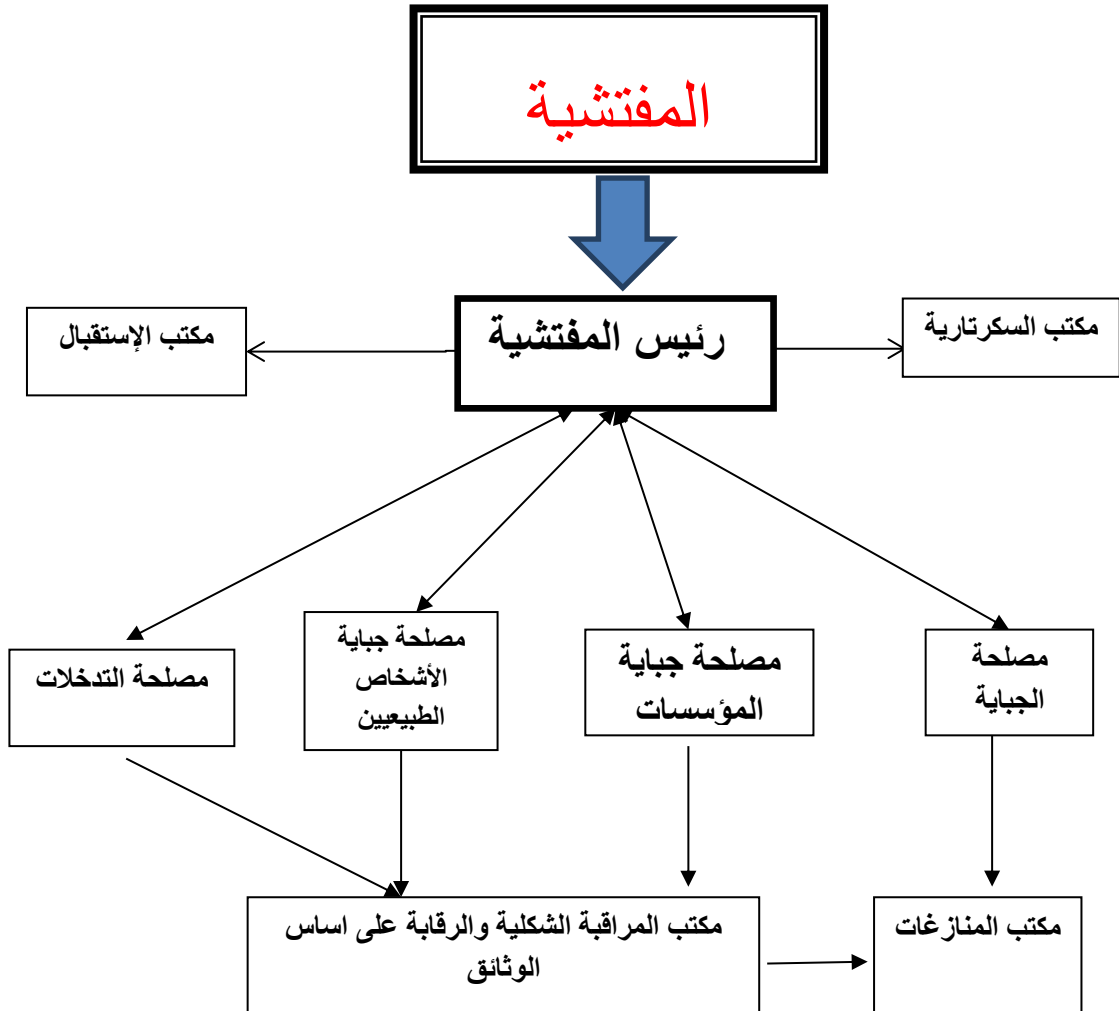 المفتشية
رئيس المفتشية
مكتب السكرتارية
مكتب الإستقبال
مصلحة
الجباية
مصلحة جباية
المؤسسات
مصلحة جباية
الأشخاص
الطبيعيين
مصلحة التدخلات
مكتب المنازغات
مكتب المراقبة الشكلية والرقابة على اساس
الوثائق